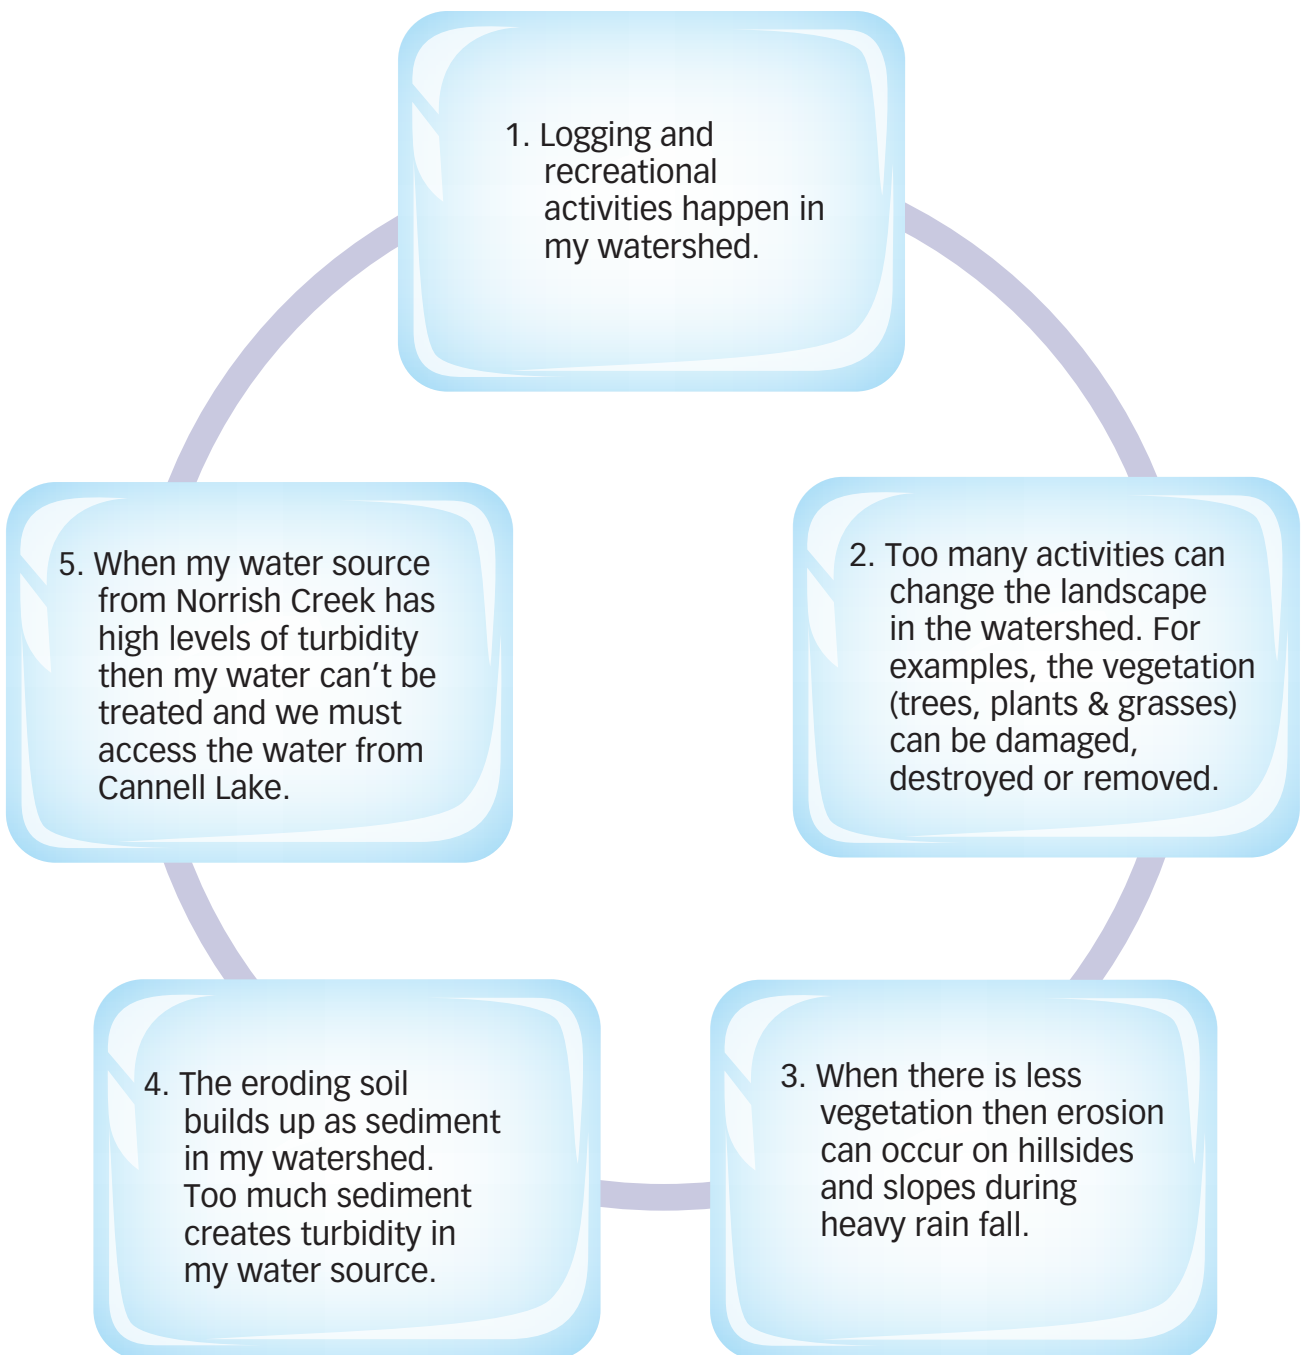 1. Logging and
recreational
activities happen in
my watershed.
2. Too many activities can
change the landscape
in the watershed. For
examples, the vegetation
(trees, plants & grasses)
can be damaged,
destroyed or removed.
3. When there is less
vegetation then erosion
can occur on hillsides
and slopes during
heavy rain fall.
4. The eroding soil
builds up as sediment
in my watershed.
Too much sediment
creates turbidity in
my water source.
5. When my water source
from Norrish Creek has
high levels of turbidity
then my water can’t be
treated and we must
access the water from
Cannell Lake.